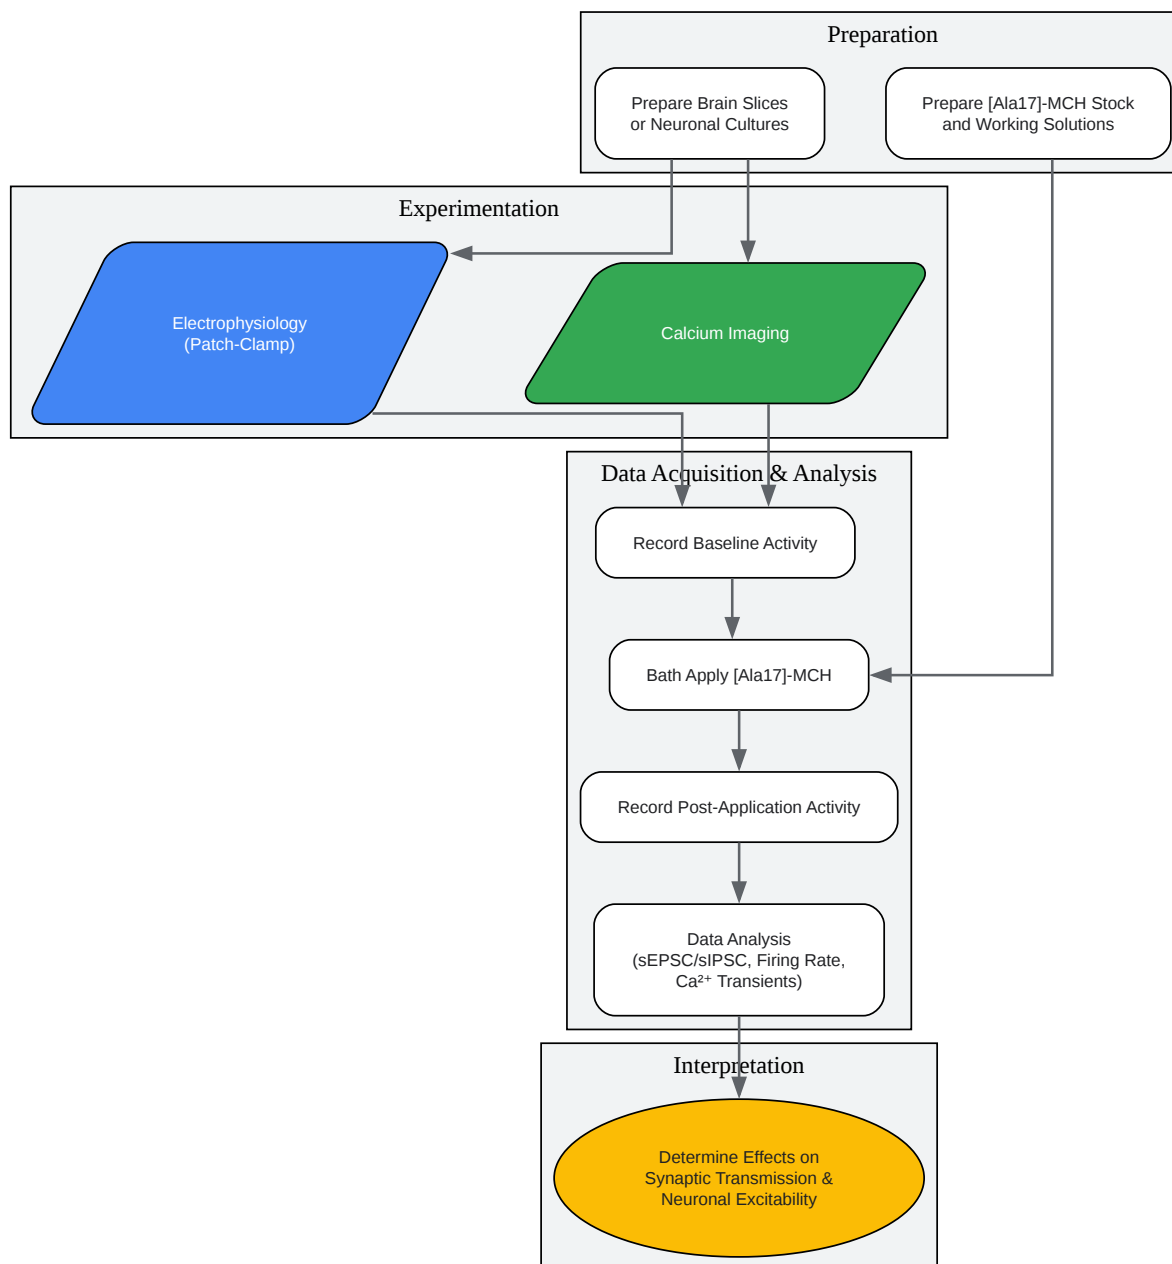 Preparation
Prepare Brain Slices
or Neuronal Cultures
Prepare [Ala17]-MCH Stock
and Working Solutions
Experimentation
Electrophysiology
(Patch-Clamp)
Calcium Imaging
Data Acquisition & Analysis
Record Baseline Activity
Bath Apply [Ala17]-MCH
Record Post-Application Activity
Data Analysis
(sEPSC/sIPSC, Firing Rate,
Ca²⁺ Transients)
Interpretation
Determine Effects on
Synaptic Transmission &
Neuronal Excitability